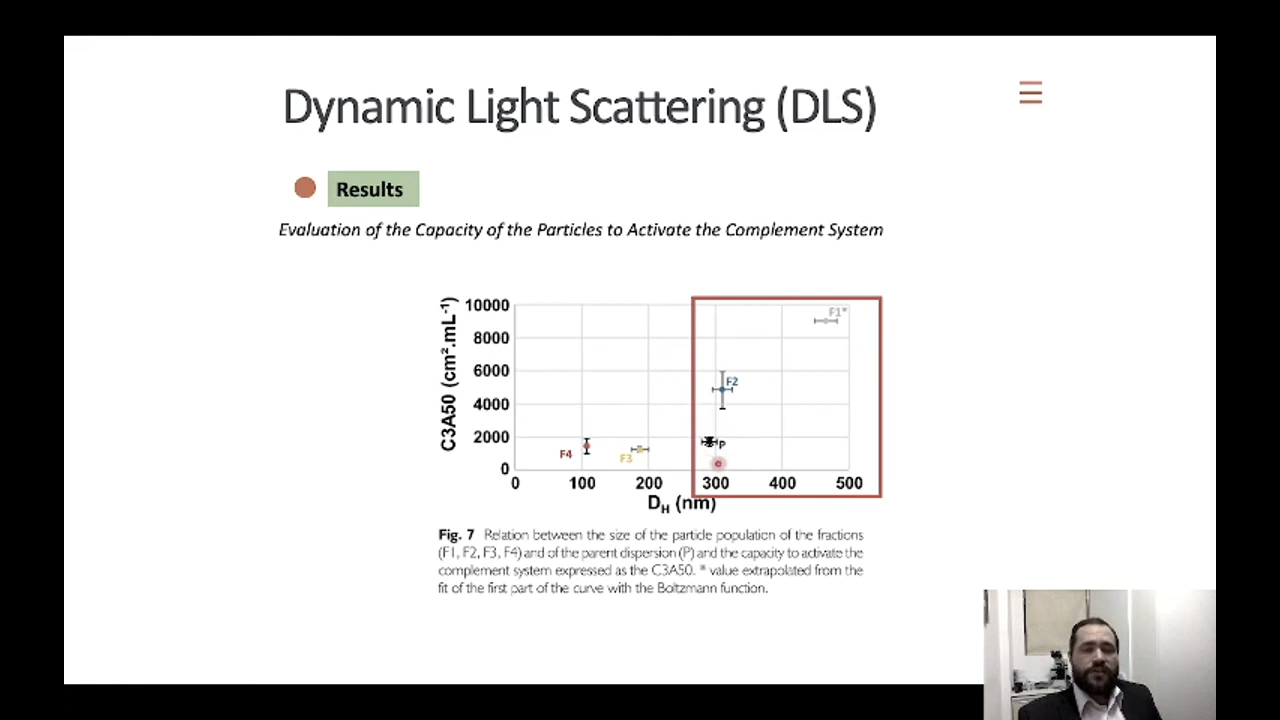 Dynamic Light Scattering (DLS)
Results
Evaluation of the Capacity of the Particles to Activate the Complement System
C3A50 (cm².mL⁻¹)
10000
8000
6000
4000
2000
0
F1*
F2
P
F4
F3
0 100 200 300 400 500
D_H (nm)
Fig. 7 Relation between the size of the particle population of the fractions
(F1, F2, F3, F4) and of the parent dispersion (P) and the capacity to activate the
complement system expressed as the C3A50. * value extrapolated from the
fit of the first part of the curve with the Boltzmann function.